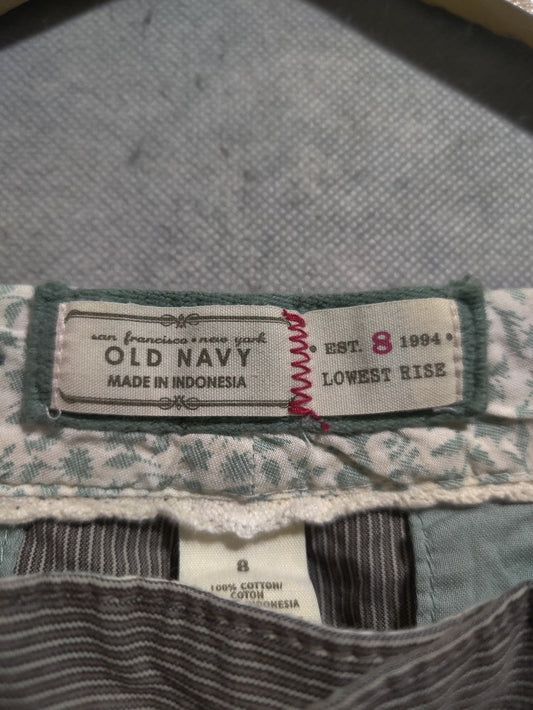 san francisco • new york
OLD NAVY
MADE IN INDONESIA
• EST. 8 1994 •
LOWEST RISE
8
100% COTTON/
COTON
INDONESIA